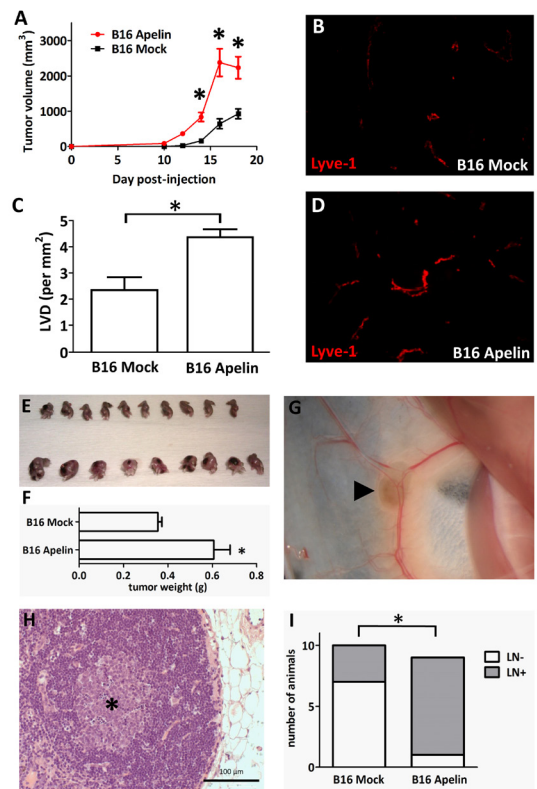 A
B16 Apelin
B16 Mock
Tumor volume (mm3)
3000
2000
1000
0
0 5 10 15 20
Day post-injection
* * *
B
Lyve-1 B16 Mock
C
LVD (per mm2)
5
4
3
2
1
0
*
B16 Mock B16 Apelin
D
Lyve-1 B16 Apelin
E
F
B16 Mock
B16 Apelin
*
0.0 0.2 0.4 0.6 0.8
tumor weight (g)
G
H
*
100 μm
I
number of animals
10
5
0
*
LN-
LN+
B16 Mock B16 Apelin